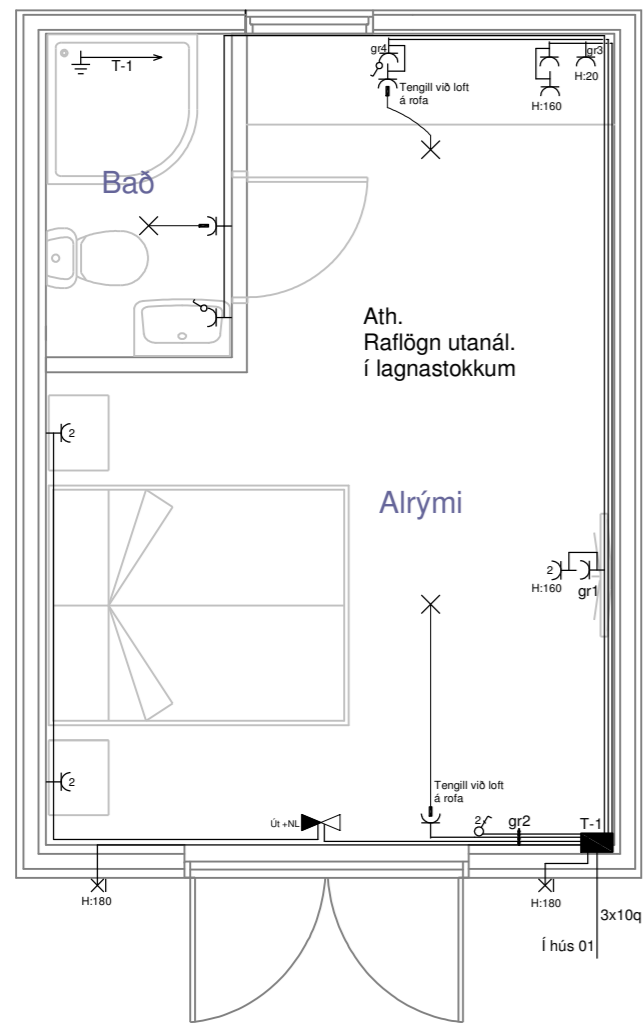 gr4
gr3
T-1
H:20
Tengill við loft
á rofa
H:160
Bað
Ath.
Raflögn utanál.
í lagnastokkum
2
Alrými
2
H:160
gr1
2
Tengill við loft
á rofa
Út +NL
2
gr2
T-1
H:180
H:180
3x10q
Í hús 01